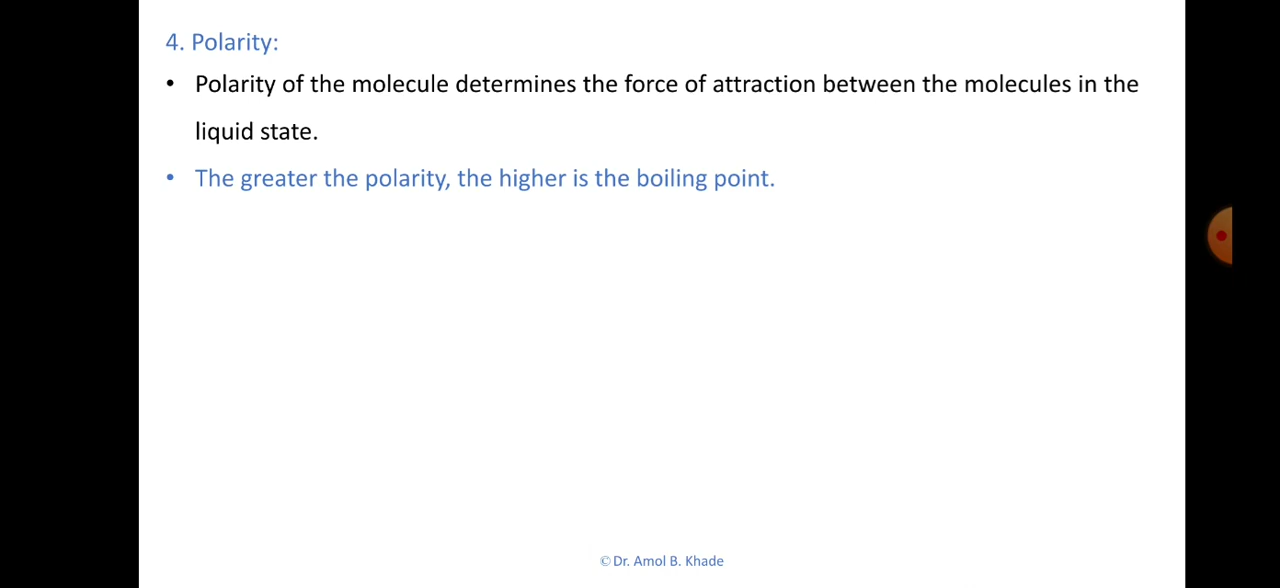 4. Polarity:
• Polarity of the molecule determines the force of attraction between the molecules in the
liquid state.
• The greater the polarity, the higher is the boiling point.
© Dr. Amol B. Khade